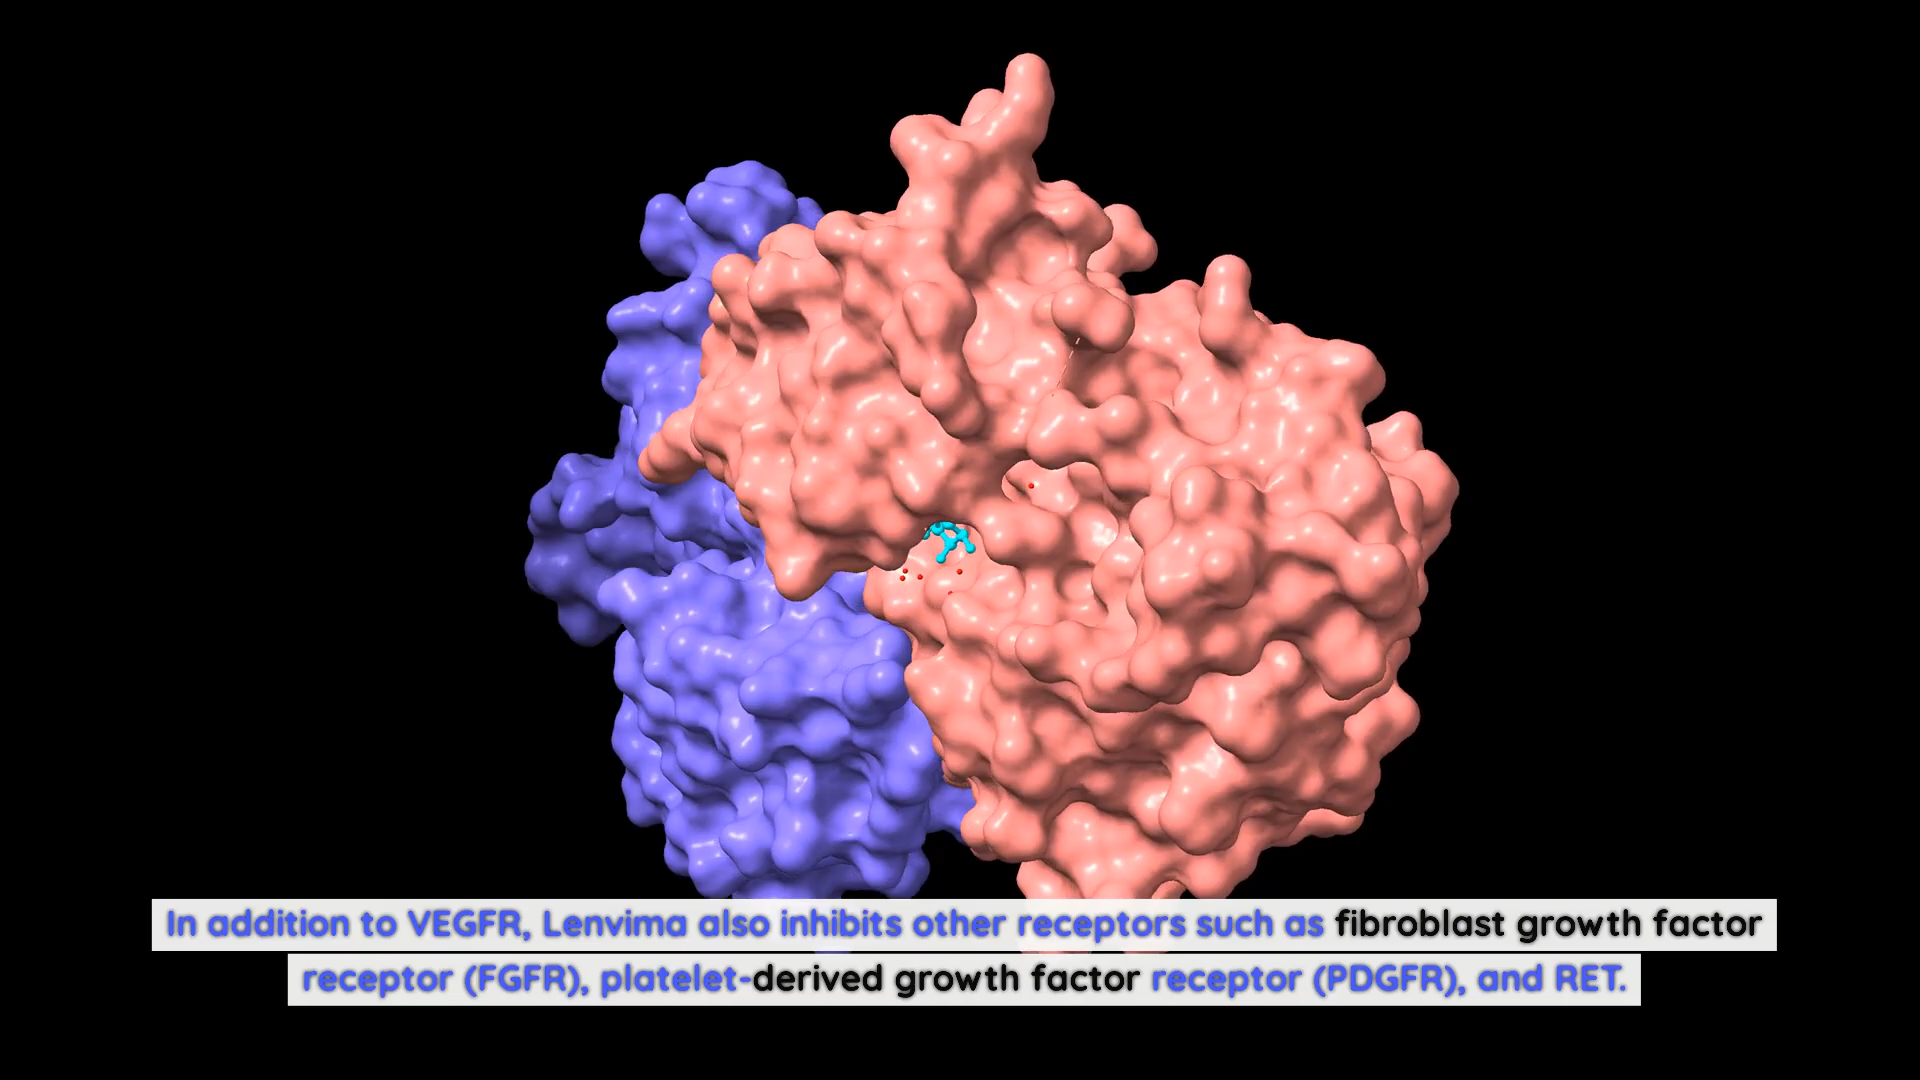 In addition to VEGFR, Lenvima also inhibits other receptors such as fibroblast growth factor
receptor (FGFR), platelet-derived growth factor receptor (PDGFR), and RET.